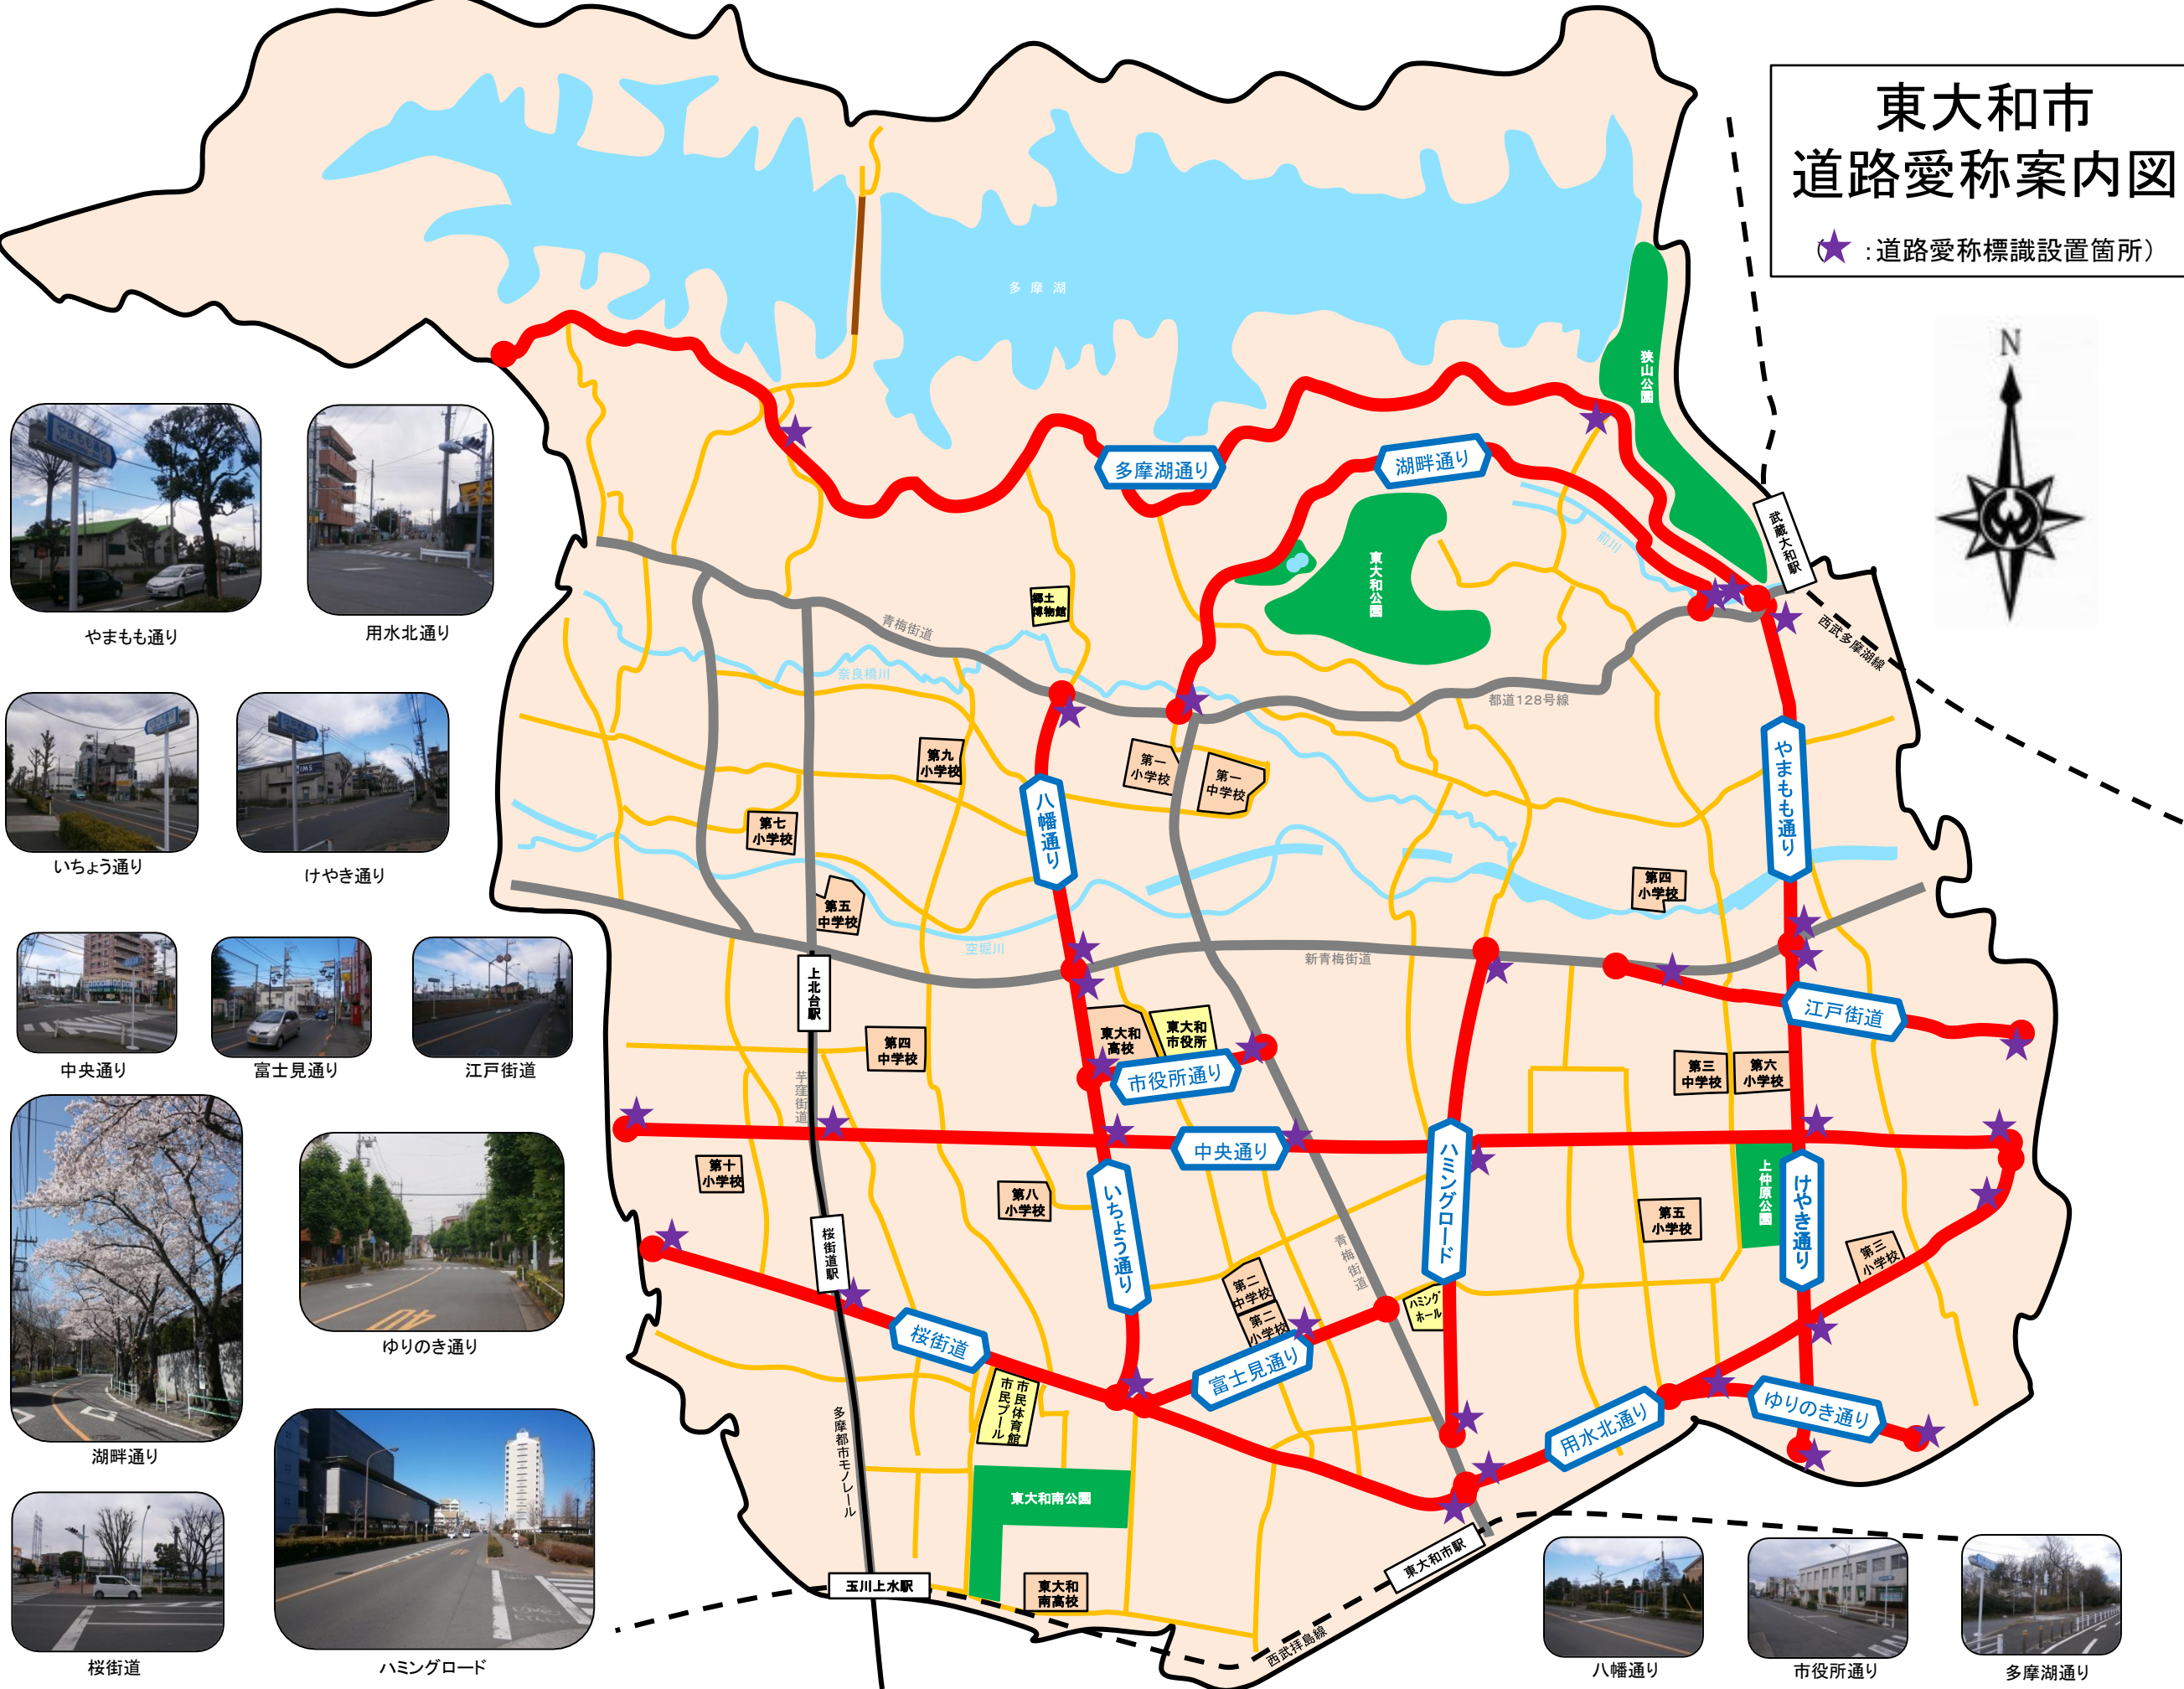 東大和市
道路愛称案内図
(★ :道路愛称標識設置箇所)
N
多摩湖
狭山公園
多摩湖通り
湖畔通り
前川
武蔵大和駅
西武多摩湖線
東大和公園
郷土
博物館
青梅街道
奈良橋川
都道128号線
やまもも通り
用水北通り
いちょう通り
けやき通り
中央通り
富士見通り
江戸街道
湖畔通り
ゆりのき通り
桜街道
ハミングロード
第九
小学校
第一
小学校
第一
中学校
八幡通り
やまもも通り
第七
小学校
第五
中学校
第四
小学校
空堀川
新青梅街道
上北台駅
江戸街道
東大和
高校
東大和
市役所
第四
中学校
市役所通り
第三
中学校
第六
小学校
芋窪街道
中央通り
ハミングロード
第十
小学校
第八
小学校
いちょう通り
上仲原公園
けやき通り
第五
小学校
第三
小学校
桜街道駅
青梅街道
第二
中学校
第二
小学校
ハミング
ホール
桜街道
富士見通り
市民体育館
市民プール
用水北通り
ゆりのき通り
多摩都市モノレール
東大和南公園
東大和市駅
玉川上水駅
東大和
南高校
西武拝島線
八幡通り
市役所通り
多摩湖通り